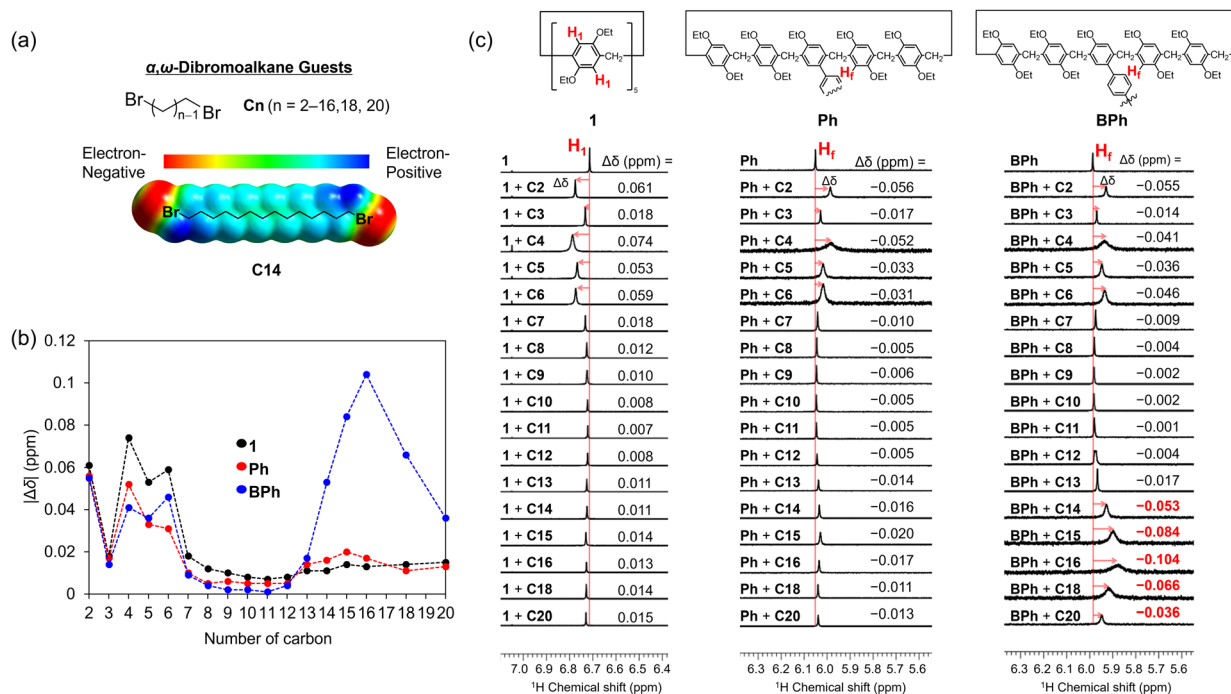 (a)
α,ω-Dibromoalkane Guests
Br
n−1
Br
Cn (n = 2–16,18, 20)
Electron-Negative
Electron-Positive
Br
Br
C14
(b)
0.12
0.1
0.08
0.06
0.04
0.02
0
|Δδ| (ppm)
1
Ph
BPh
2 3 4 5 6 7 8 9 10 11 12 13 14 15 16 17 18 19 20
Number of carbon
(c)
H1
OEt
CH2
EtO
H1
5
1
H1
1 Δδ (ppm) =
1 + C2 Δδ 0.061
1 + C3 0.018
1 + C4 0.074
1 + C5 0.053
1 + C6 0.059
1 + C7 0.018
1 + C8 0.012
1 + C9 0.010
1 + C10 0.008
1 + C11 0.007
1 + C12 0.008
1 + C13 0.011
1 + C14 0.011
1 + C15 0.014
1 + C16 0.013
1 + C18 0.014
1 + C20 0.015
7.0 6.9 6.8 6.7 6.6 6.5 6.4
1H Chemical shift (ppm)
EtO EtO EtO EtO EtO
CH2 CH2 CH2 CH2 CH2
OEt OEt Hf OEt OEt
Ph
Hf
Ph Δδ (ppm) =
Ph + C2 Δδ −0.056
Ph + C3 −0.017
Ph + C4 −0.052
Ph + C5 −0.033
Ph + C6 −0.031
Ph + C7 −0.010
Ph + C8 −0.005
Ph + C9 −0.006
Ph + C10 −0.005
Ph + C11 −0.005
Ph + C12 −0.005
Ph + C13 −0.014
Ph + C14 −0.016
Ph + C15 −0.020
Ph + C16 −0.017
Ph + C18 −0.011
Ph + C20 −0.013
6.3 6.2 6.1 6.0 5.9 5.8 5.7 5.6
1H Chemical shift (ppm)
EtO EtO EtO EtO EtO
CH2 CH2 CH2 CH2 CH2
OEt OEt Hf OEt OEt
BPh
Hf
BPh Δδ (ppm) =
BPh + C2 Δδ −0.055
BPh + C3 −0.014
BPh + C4 −0.041
BPh + C5 −0.036
BPh + C6 −0.046
BPh + C7 −0.009
BPh + C8 −0.004
BPh + C9 −0.002
BPh + C10 −0.002
BPh + C11 −0.001
BPh + C12 −0.004
BPh + C13 −0.017
BPh + C14 −0.053
BPh + C15 −0.084
BPh + C16 −0.104
BPh + C18 −0.066
BPh + C20 −0.036
6.3 6.2 6.1 6.0 5.9 5.8 5.7 5.6
1H Chemical shift (ppm)